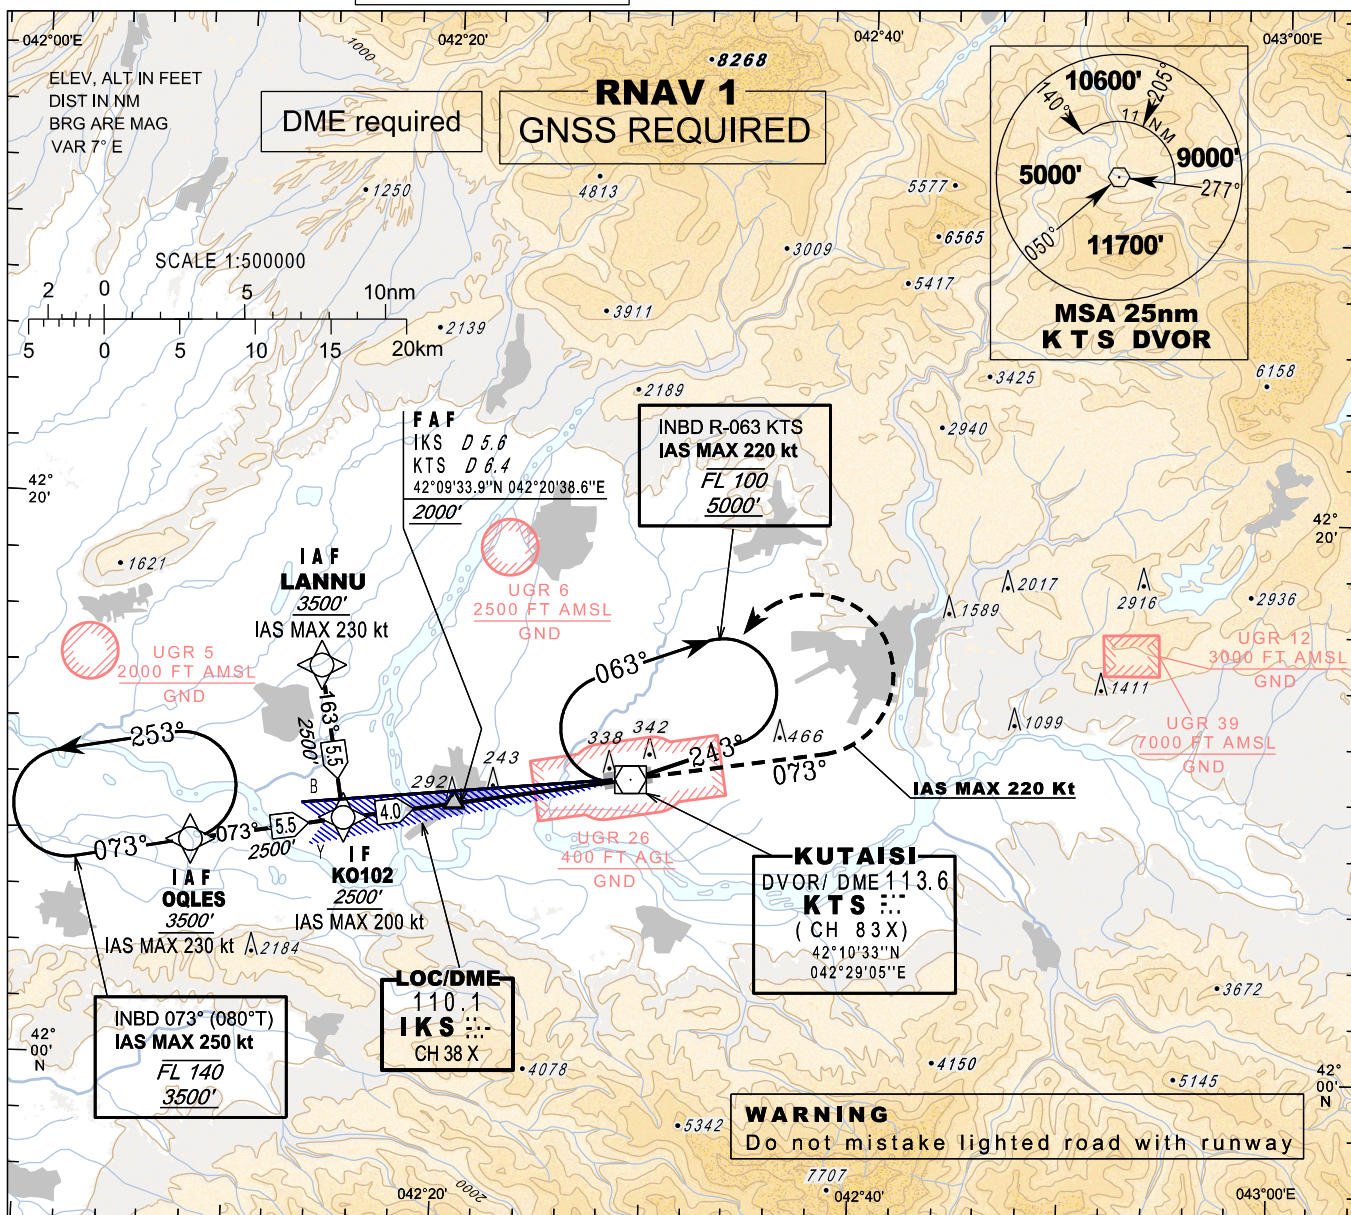 042°00'E
042°20'
042°40'
043°00'E
1000
8268
ELEV, ALT IN FEET
DIST IN NM
BRG ARE MAG
VAR 7° E
DME required
RNAV 1
GNSS REQUIRED
10600'
140°
205°
11 NM
9000'
5000'
277°
050°
11700'
MSA 25nm
KTS DVOR
1250
4813
5577
6565
3009
5417
SCALE 1:500000
2 0 5 10nm
5 0 5 10 15 20km
3911
2139
2189
3425
6158
2940
FAF
IKS D 5.6
KTS D 6.4
42°09'33.9"N 042°20'38.6"E
2000'
INBD R-063 KTS
IAS MAX 220 kt
FL 100
5000'
42°
20'
42°
20'
1621
IAF
LANNU
3500'
IAS MAX 230 kt
UGR 6
2500 FT AMSL
GND
UGR 5
2000 FT AMSL
GND
2017
1589
2916
2936
UGR 12
3000 FT AMSL
GND
1411
1099
UGR 39
7000 FT AMSL
GND
063°
163°
5.5
2500'
253°
338
342
243°
466
073°
292
243
B
IAS MAX 220 Kt
073°
073°
5.5
2500'
4.0
IAF
OQLES
3500'
IAS MAX 230 kt
IF
KO102
2500'
IAS MAX 200 kt
2184
UGR 26
400 FT AGL
GND
KUTAISI
DVOR/ DME 113.6
KTS
(CH 83X)
42°10'33"N
042°29'05"E
LOC/DME
110.1
IKS
CH 38 X
INBD 073° (080°T)
IAS MAX 250 kt
FL 140
3500'
42°
00'
N
42°
00'
N
3672
4078
4150
5145
5342
7707
WARNING
Do not mistake lighted road with runway
2000
042°20'
042°40'
043°00'E